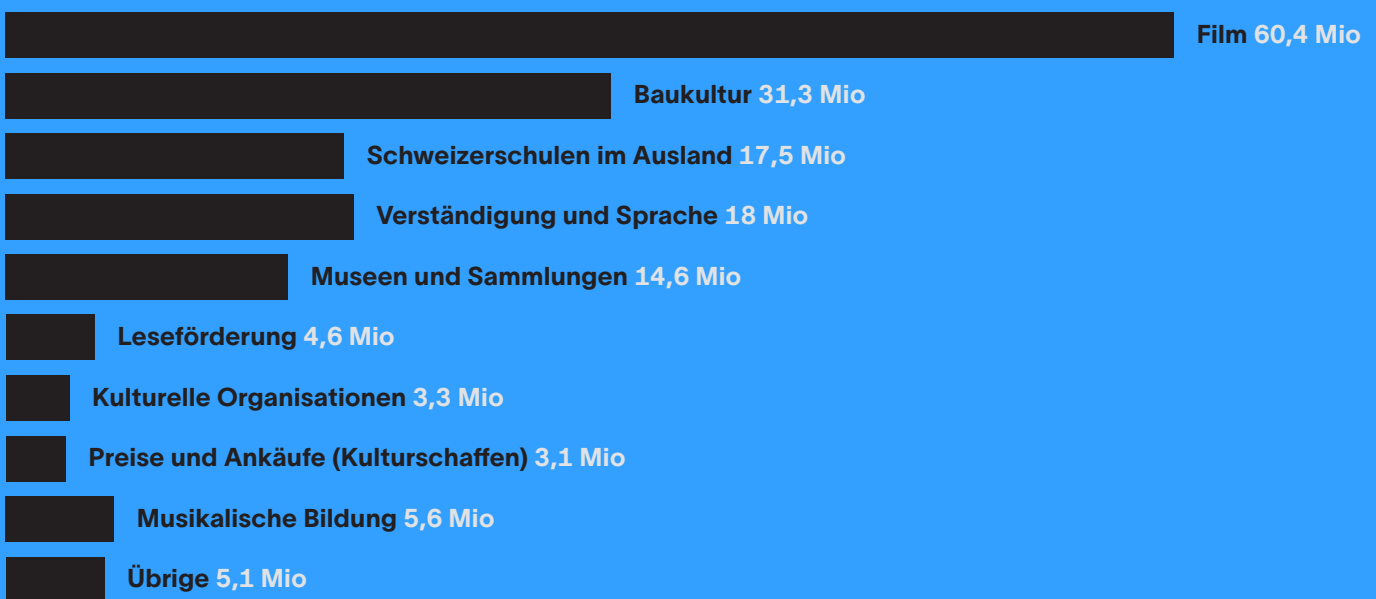 Film 60,4 Mio
Baukultur 31,3 Mio
Schweizerschulen im Ausland 17,5 Mio
Verständigung und Sprache 18 Mio
Museen und Sammlungen 14,6 Mio
Leseförderung 4,6 Mio
Kulturelle Organisationen 3,3 Mio
Preise und Ankäufe (Kulturschaffen) 3,1 Mio
Musikalische Bildung 5,6 Mio
Übrige 5,1 Mio